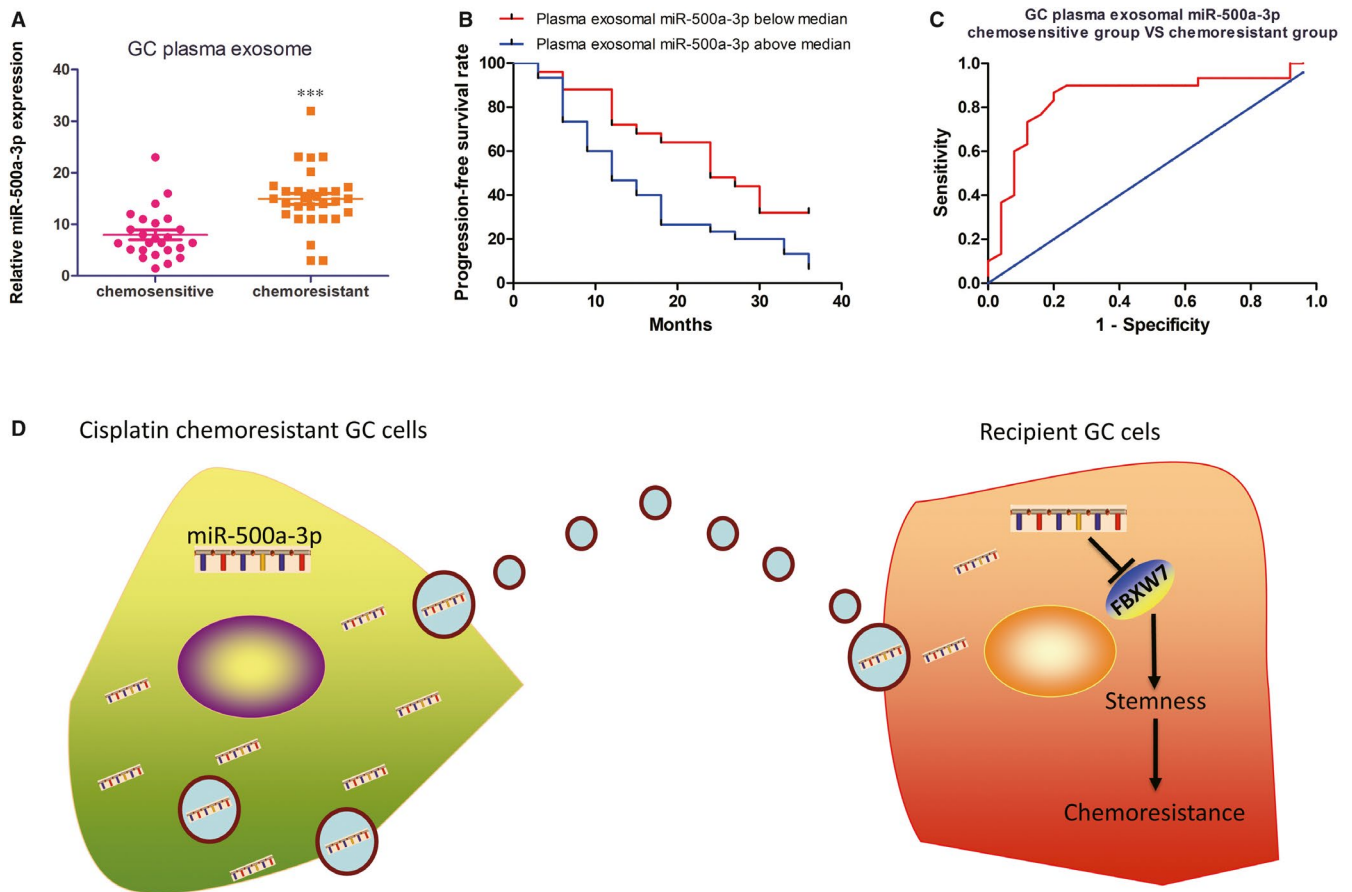 A
GC plasma exosome
Relative miR-500a-3p expression
40
30
20
10
0
***
chemosensitive
chemoresistant
B
Plasma exosomal miR-500a-3p below median
Plasma exosomal miR-500a-3p above median
Progression-free survival rate
100
80
60
40
20
0
0
10
20
30
40
Months
C
GC plasma exosomal miR-500a-3p
chemosensitive group VS chemoresistant group
Sensitivity
1.0
0.8
0.6
0.4
0.2
0.0
0.0
0.2
0.4
0.6
0.8
1.0
1 - Specificity
D
Cisplatin chemoresistant GC cells
miR-500a-3p
Recipient GC cels
FBXW7
Stemness
Chemoresistance